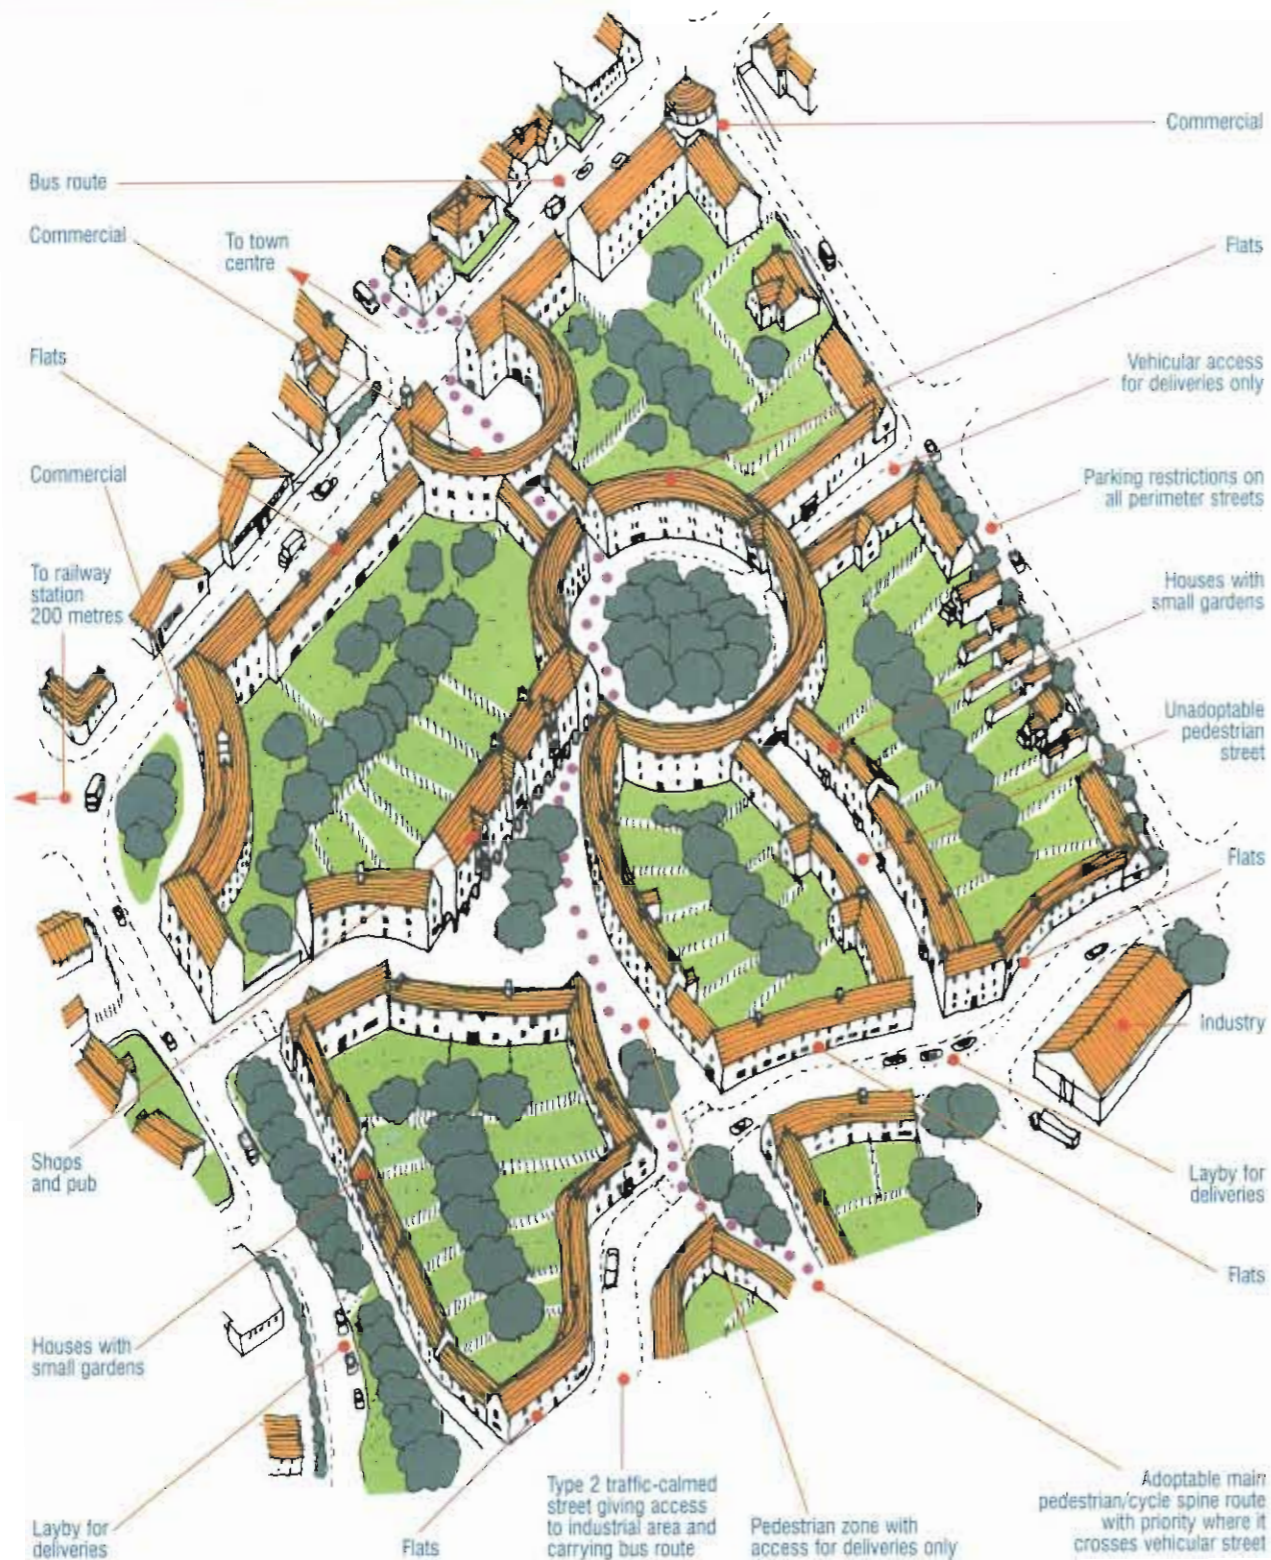 Commercial
Bus route
Commercial
To town
centre
Flats
Flats
Vehicular access
for deliveries only
Commercial
Parking restrictions on
all perimeter streets
To railway
station
200 metres
Houses with
small gardens
Unadoptable
pedestrian
street
Flats
Industry
Shops
and pub
Layby for
deliveries
Flats
Houses with
small gardens
Layby for
deliveries
Flats
Type 2 traffic-calmed
street giving access
to industrial area and
carrying bus route
Pedestrian zone with
access for deliveries only
Adoptable main
pedestrian/cycle spine route
with priority where it
crosses vehicular street